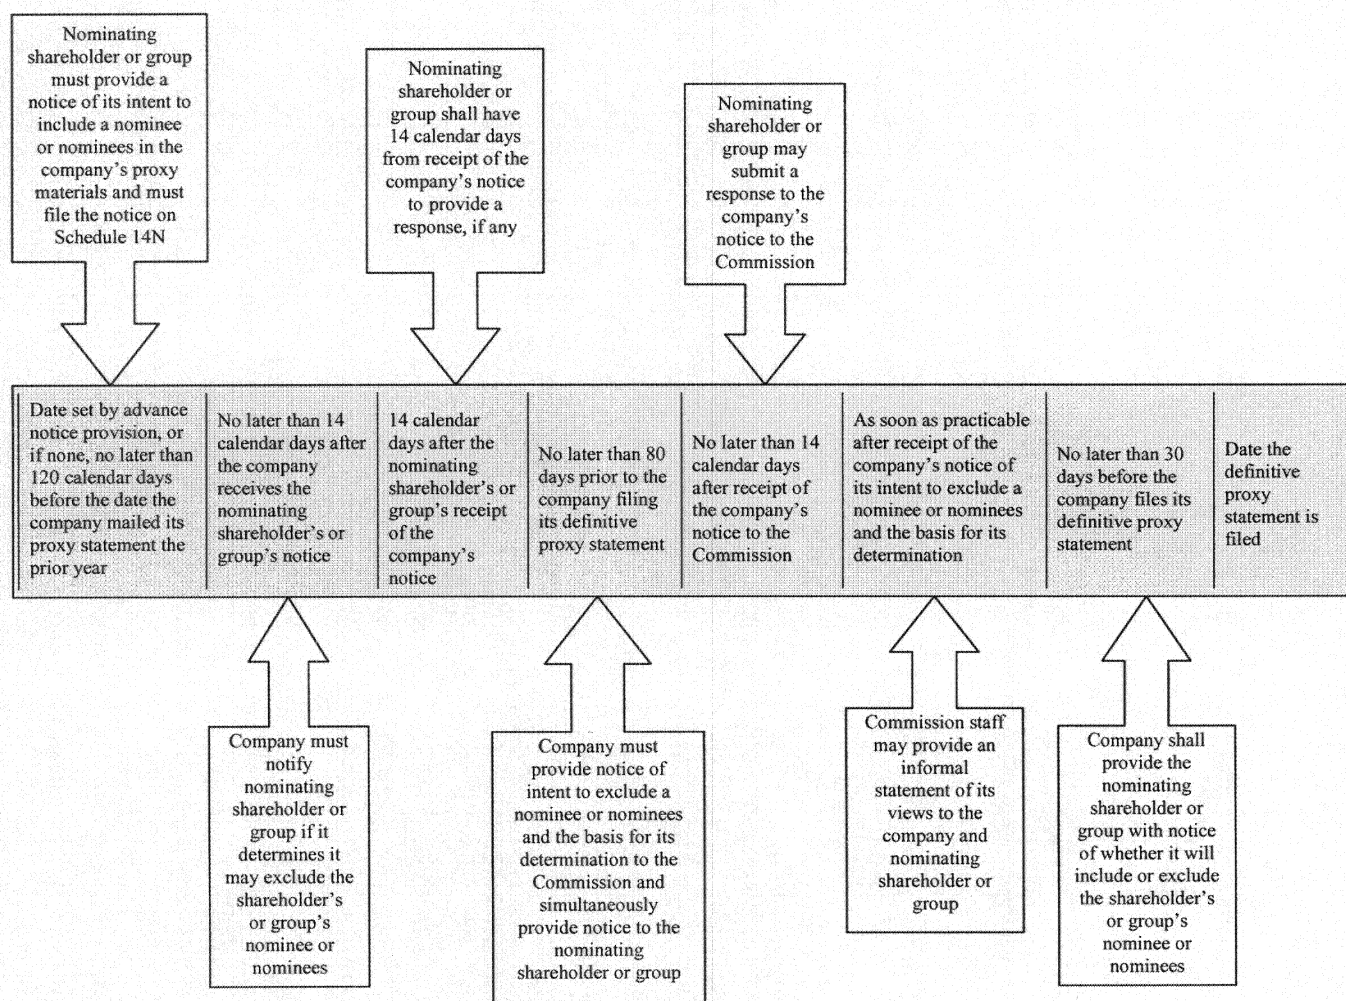 Nominating
shareholder or group
must provide a
notice of its intent to
include a nominee
or nominees in the
company's proxy
materials and must
file the notice on
Schedule 14N
Nominating
shareholder or
group shall have
14 calendar days
from receipt of the
company's notice
to provide a
response, if any
Nominating
shareholder or
group may
submit a
response to the
company's
notice to the
Commission
Date set by advance
notice provision, or
if none, no later than
120 calendar days
before the date the
company mailed its
proxy statement the
prior year
No later than 14
calendar days after
the company
receives the
nominating
shareholder's or
group's notice
14 calendar
days after the
nominating
shareholder's or
group's receipt
of the
company's
notice
No later than 80
days prior to the
company filing
its definitive
proxy statement
No later than 14
calendar days
after receipt of
the company's
notice to the
Commission
As soon as practicable
after receipt of the
company's notice of
its intent to exclude a
nominee or nominees
and the basis for its
determination
No later than 30
days before the
company files its
definitive proxy
statement
Date the
definitive
proxy
statement is
filed
Company must
notify
nominating
shareholder or
group if it
determines it
may exclude the
shareholder's
or group's
nominee or
nominees
Company must
provide notice of
intent to exclude a
nominee or nominees
and the basis for its
determination to the
Commission and
simultaneously
provide notice to the
nominating
shareholder or group
Commission staff
may provide an
informal
statement of its
views to the
company and
nominating
shareholder or
group
Company shall
provide the
nominating
shareholder or
group with notice
of whether it will
include or exclude
the shareholder's
or group's
nominee or
nominees